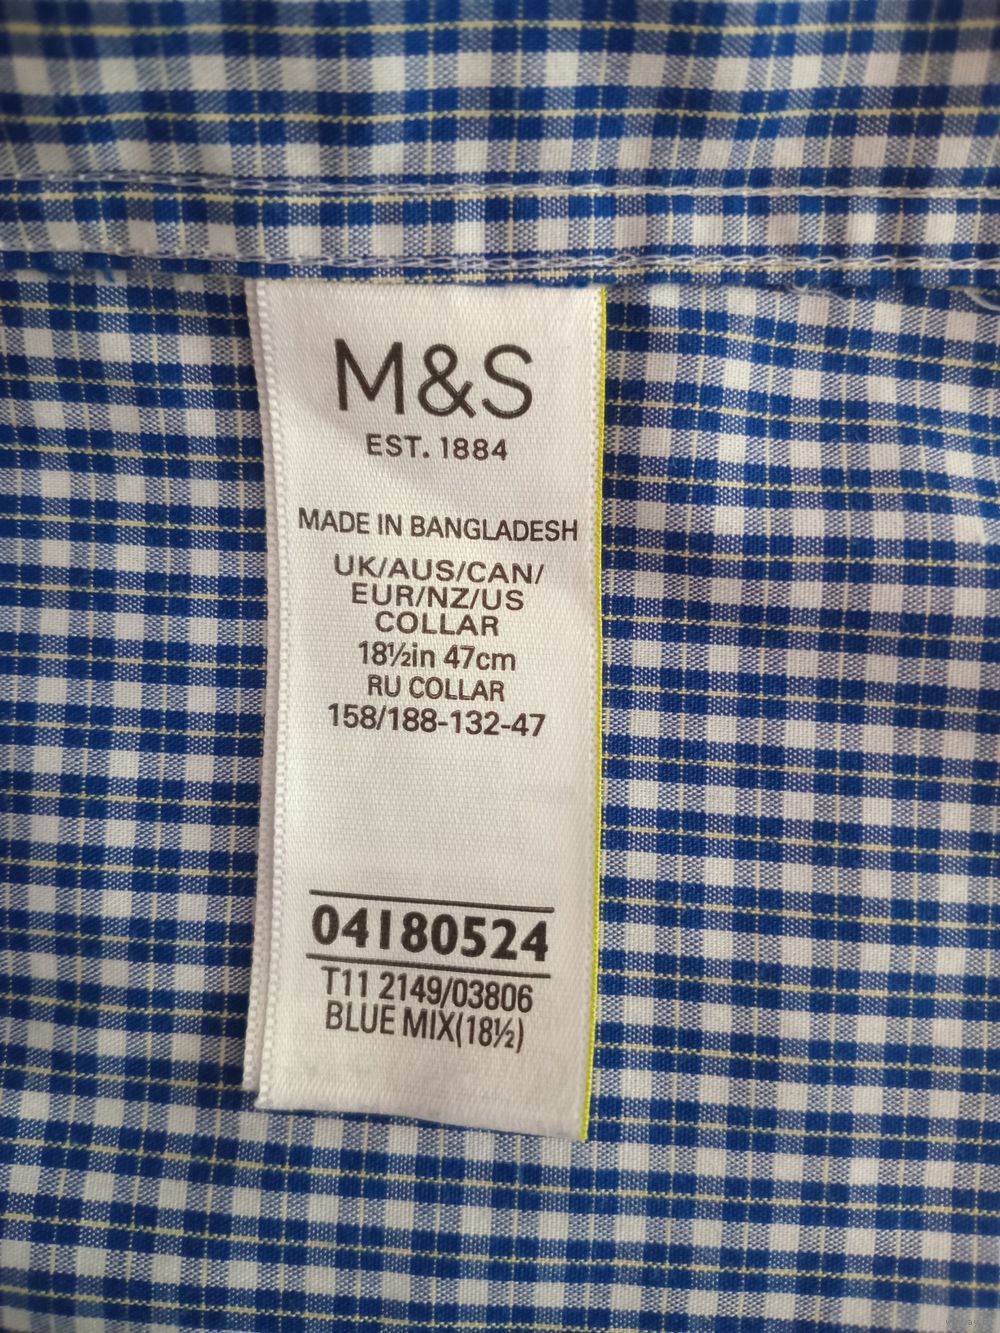 M&S
EST. 1884
MADE IN BANGLADESH
UK/AUS/CAN/
EUR/NZ/US
COLLAR
18½in 47cm
RU COLLAR
158/188-132-47
04180524
T11 2149/03806
BLUE MIX(18½)